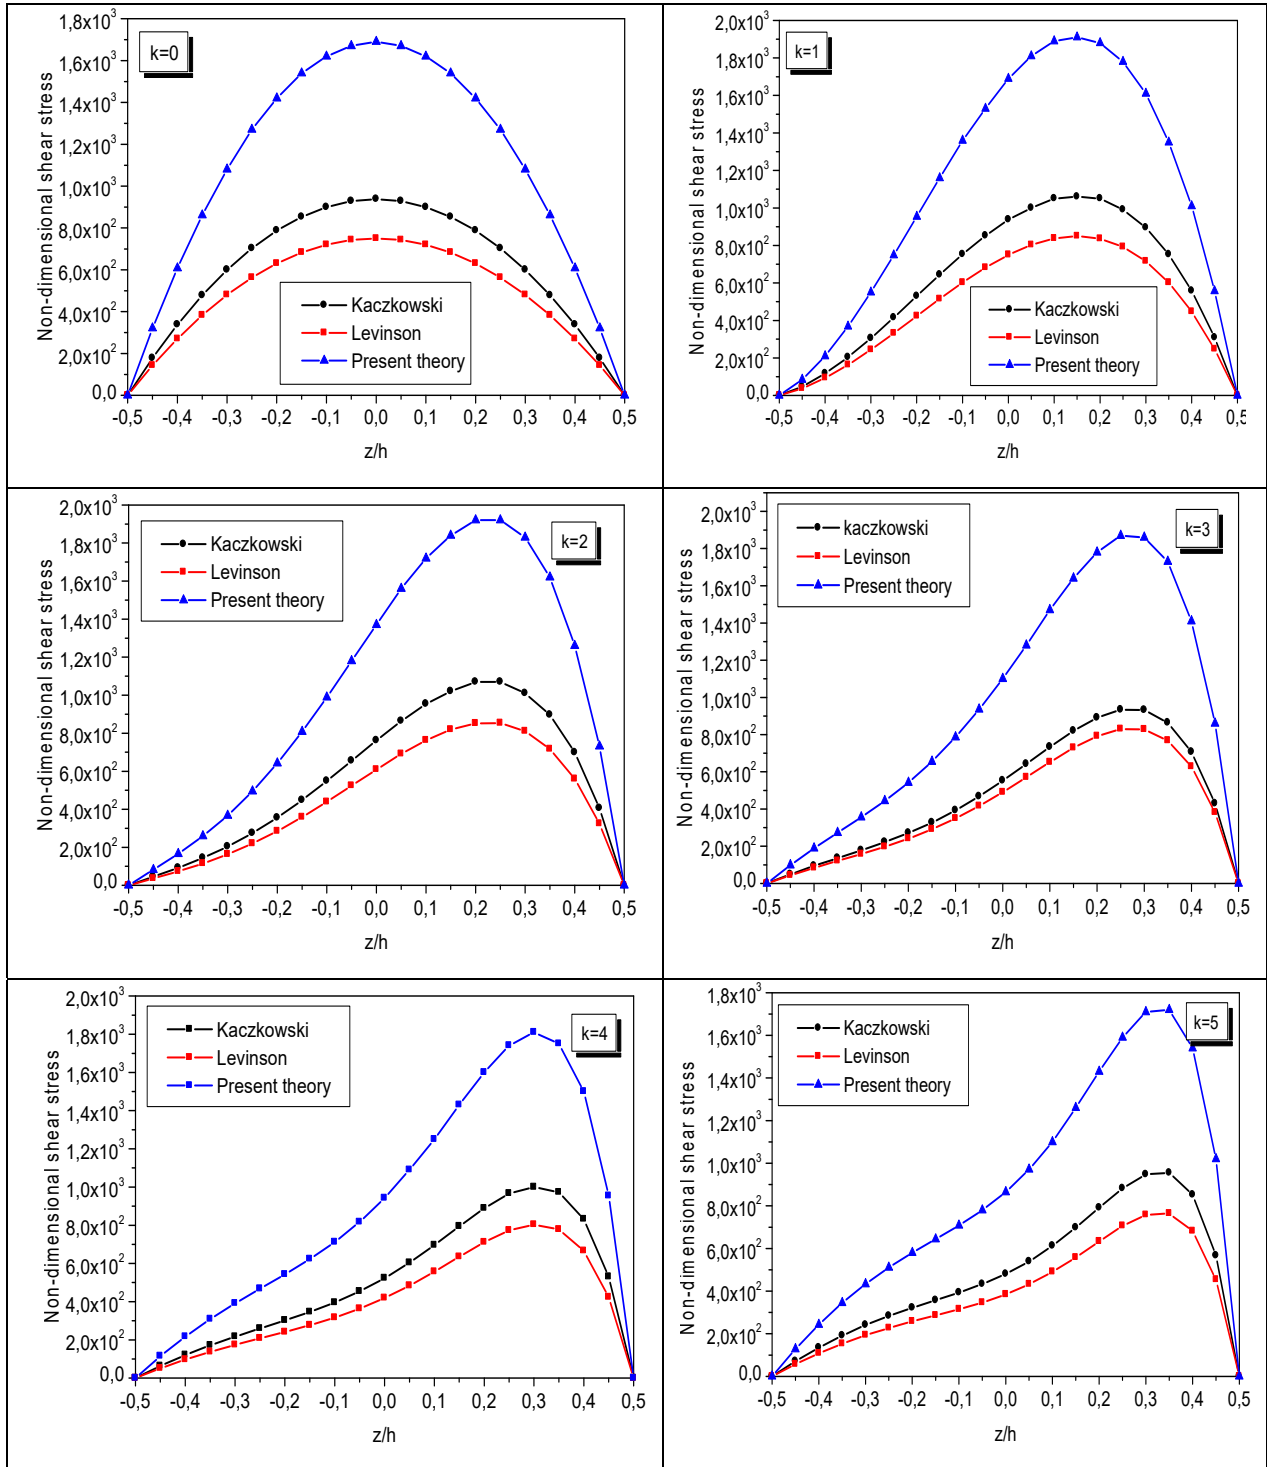 k=0
Non-dimensional shear stress
1,8x10³
1,6x10³
1,4x10³
1,2x10³
1,0x10³
8,0x10²
6,0x10²
4,0x10²
2,0x10²
0,0
Kaczkowski
Levinson
Present theory
-0,5 -0,4 -0,3 -0,2 -0,1 0,0 0,1 0,2 0,3 0,4 0,5
z/h
k=1
Non-dimensional shear stress
2,0x10³
1,8x10³
1,6x10³
1,4x10³
1,2x10³
1,0x10³
8,0x10²
6,0x10²
4,0x10²
2,0x10²
0,0
Kaczkowski
Levinson
Present theory
-0,5 -0,4 -0,3 -0,2 -0,1 0,0 0,1 0,2 0,3 0,4 0,5
z/h
k=2
Non-dimensional shear stress
2,0x10³
1,8x10³
1,6x10³
1,4x10³
1,2x10³
1,0x10³
8,0x10²
6,0x10²
4,0x10²
2,0x10²
0,0
Kaczkowski
Levinson
Present theory
-0,5 -0,4 -0,3 -0,2 -0,1 0,0 0,1 0,2 0,3 0,4 0,5
z/h
k=3
Non-dimensional shear stress
2,0x10³
1,8x10³
1,6x10³
1,4x10³
1,2x10³
1,0x10³
8,0x10²
6,0x10²
4,0x10²
2,0x10²
0,0
kaczkowski
Levinson
Present theory
-0,5 -0,4 -0,3 -0,2 -0,1 0,0 0,1 0,2 0,3 0,4 0,5
z/h
k=4
Non-dimensional shear stress
2,0x10³
1,8x10³
1,6x10³
1,4x10³
1,2x10³
1,0x10³
8,0x10²
6,0x10²
4,0x10²
2,0x10²
0,0
Kaczkowski
Levinson
Present theory
-0,5 -0,4 -0,3 -0,2 -0,1 0,0 0,1 0,2 0,3 0,4 0,5
z/h
k=5
Non-dimensional shear stress
1,8x10³
1,6x10³
1,4x10³
1,2x10³
1,0x10³
8,0x10²
6,0x10²
4,0x10²
2,0x10²
0,0
Kaczkowski
Levinson
Present theory
-0,5 -0,4 -0,3 -0,2 -0,1 0,0 0,1 0,2 0,3 0,4 0,5
z/h